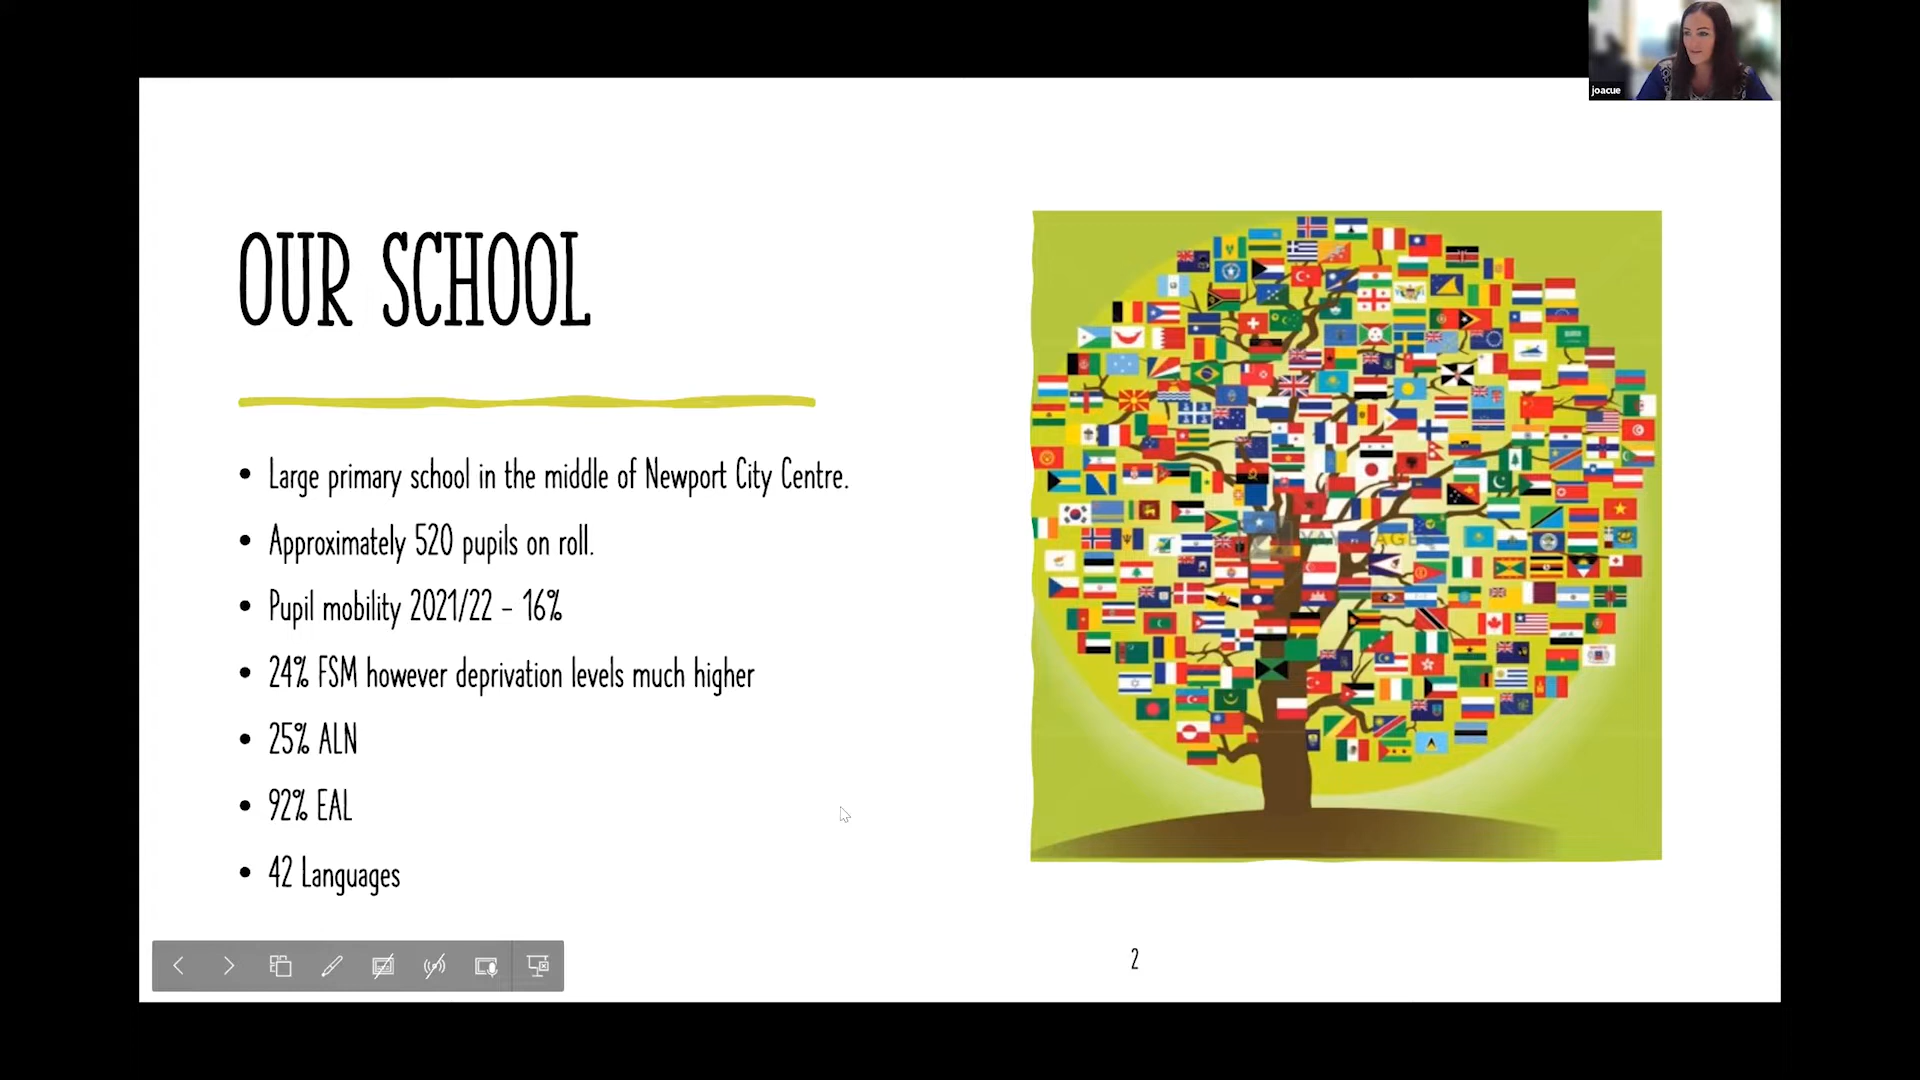 joacue
OUR SCHOOL
• Large primary school in the middle of Newport City Centre.
• Approximately 520 pupils on roll.
• Pupil mobility 2021/22 – 16%
• 24% FSM however deprivation levels much higher
• 25% ALN
• 92% EAL
• 42 Languages
2